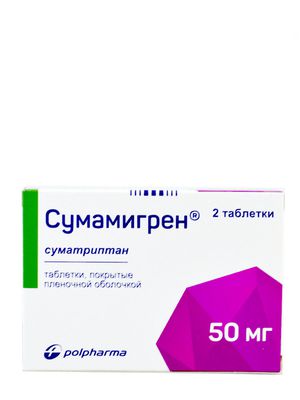 Сумамигрен® 2 таблетки
суматриптан
таблетки, покрытые
пленочной оболочкой
50 мг
polpharma